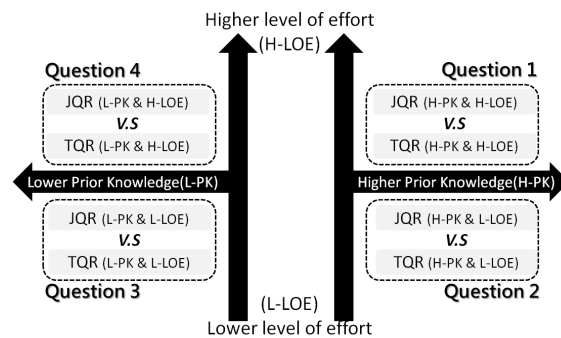 Higher level of effort
(H-LOE)
Question 4
JQR (L-PK & H-LOE)
V.S
TQR (L-PK & H-LOE)
Question 1
JQR (H-PK & H-LOE)
V.S
TQR (H-PK & H-LOE)
Lower Prior Knowledge(L-PK)
Higher Prior Knowledge(H-PK)
JQR (L-PK & L-LOE)
V.S
TQR (L-PK & L-LOE)
Question 3
JQR (H-PK & L-LOE)
V.S
TQR (H-PK & L-LOE)
Question 2
(L-LOE)
Lower level of effort